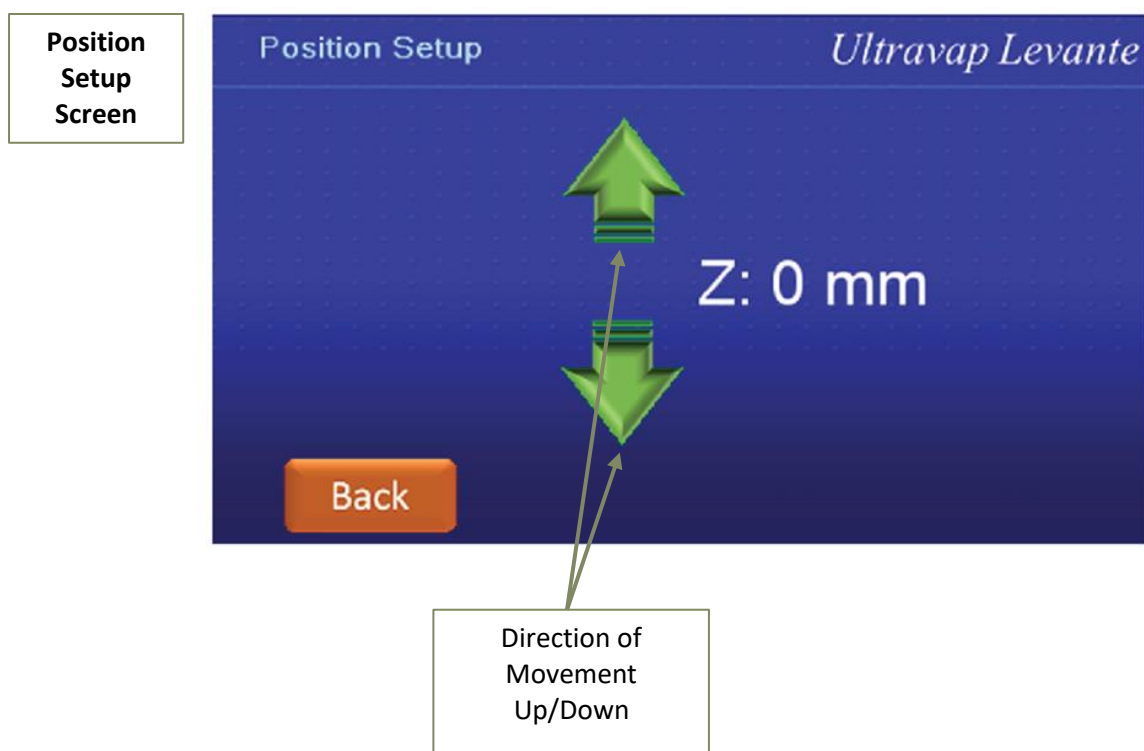 Position
Setup
Screen
Position Setup
Ultravap Levante
Z: 0 mm
Back
Direction of
Movement
Up/Down